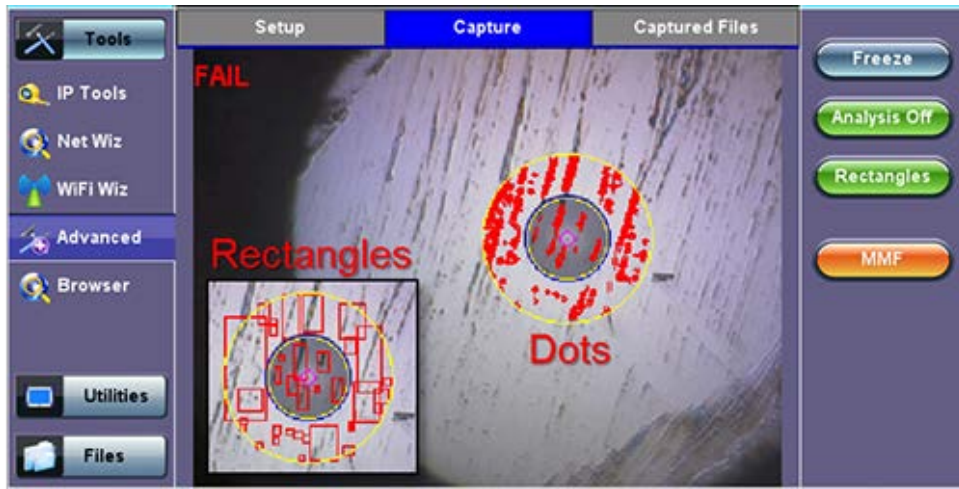 Tools
IP Tools
Net Wiz
WiFi Wiz
Advanced
Browser
Utilities
Files
Setup
Capture
Captured Files
FAIL
Rectangles
Dots
Freeze
Analysis Off
Rectangles
MMF